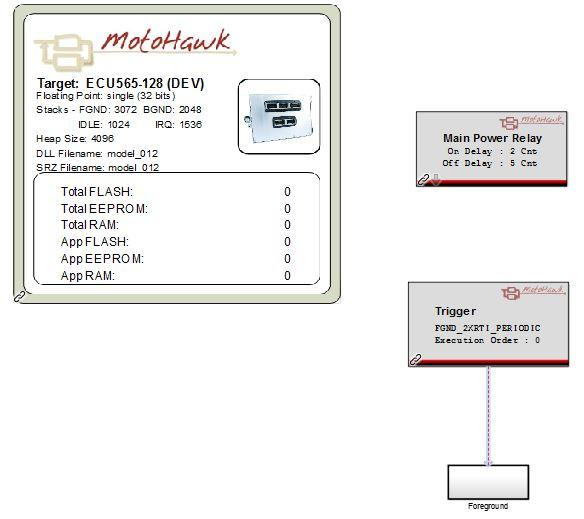 MotoHawk
Target: ECU565-128 (DEV)
Floating Point: single (32 bits)
Stacks - FGND: 3072 BGND: 2048
IDLE: 1024 IRQ: 1536
Heap Size: 4096
DLL Filename: model_012
SRZ Filename: model_012
Total FLASH: 0
Total EEPROM: 0
Total RAM: 0
App FLASH: 0
App EEPROM: 0
App RAM: 0
MotoHawk
Main Power Relay
On Delay : 2 Cnt
Off Delay : 5 Cnt
MotoHawk
Trigger
FGND_2XRTI_PERIODIC
Execution Order : 0
Foreground